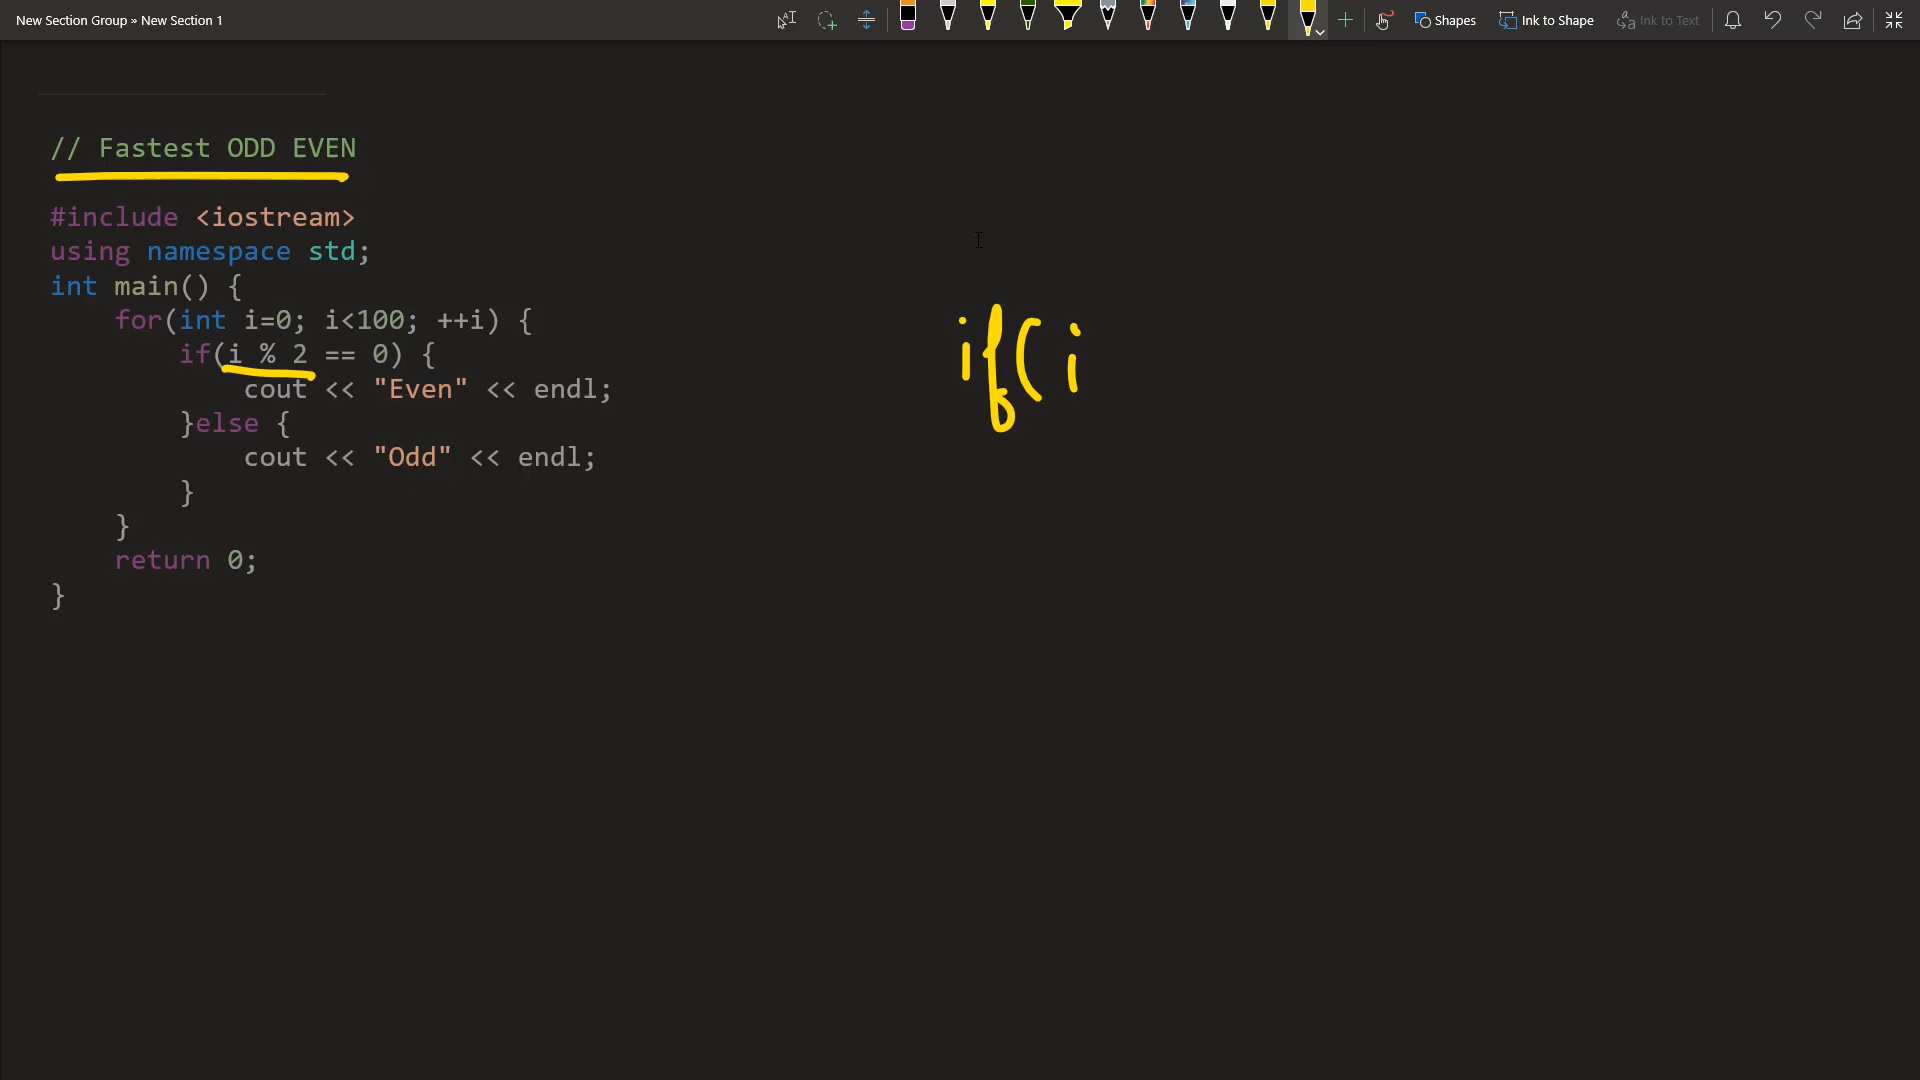 New Section Group » New Section 1
Shapes
Ink to Shape
Ink to Text
// Fastest ODD EVEN
#include <iostream>
using namespace std;
int main() {
for(int i=0; i<100; ++i) {
if(i % 2 == 0) {
cout << "Even" << endl;
}else {
cout << "Odd" << endl;
}
}
return 0;
}
if( i